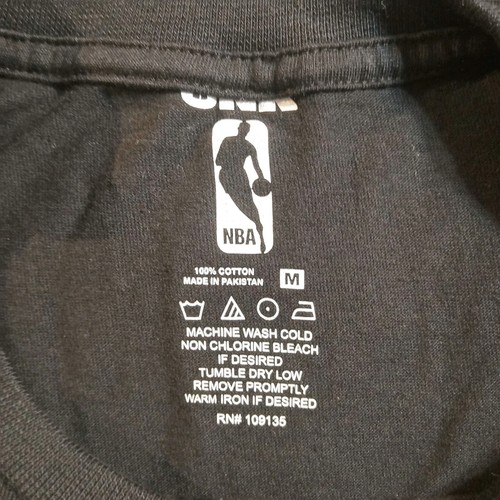 NBA
100% COTTON
MADE IN PAKISTAN
M
MACHINE WASH COLD
NON CHLORINE BLEACH
IF DESIRED
TUMBLE DRY LOW
REMOVE PROMPTLY
WARM IRON IF DESIRED
RN# 109135